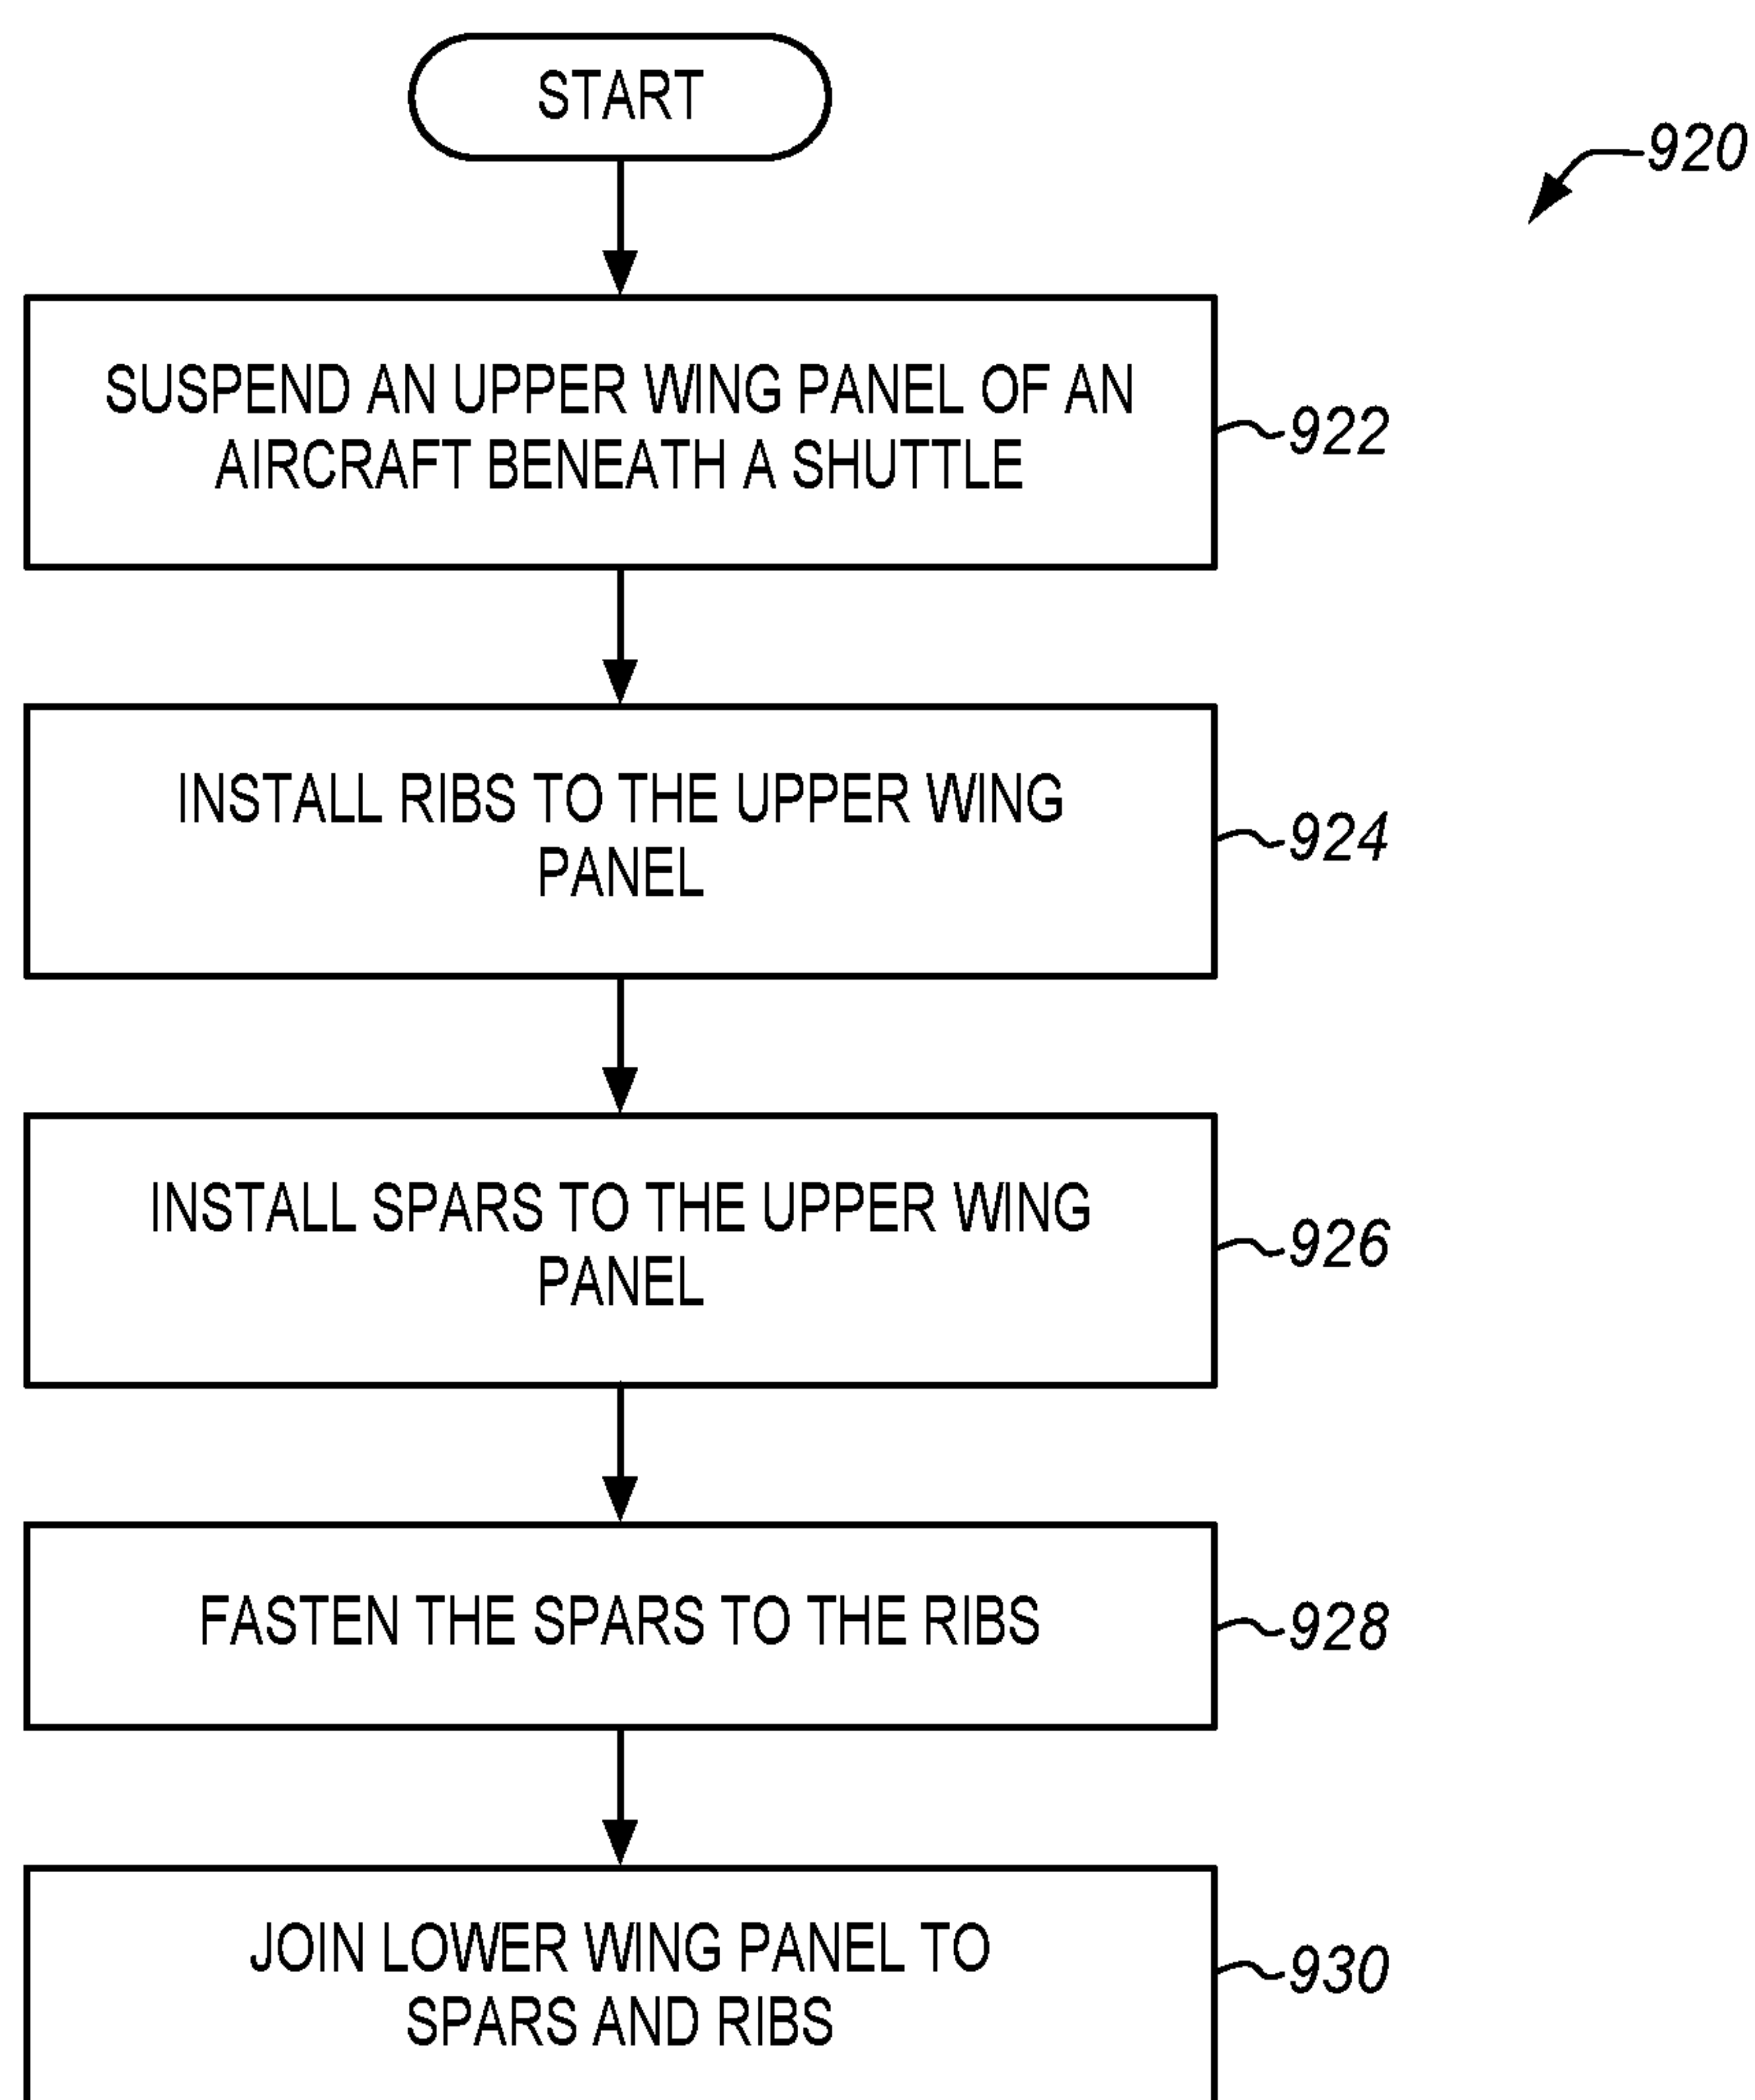 START
920
SUSPEND AN UPPER WING PANEL OF AN
AIRCRAFT BENEATH A SHUTTLE
922
INSTALL RIBS TO THE UPPER WING
PANEL
924
INSTALL SPARS TO THE UPPER WING
PANEL
926
FASTEN THE SPARS TO THE RIBS
928
JOIN LOWER WING PANEL TO
SPARS AND RIBS
930